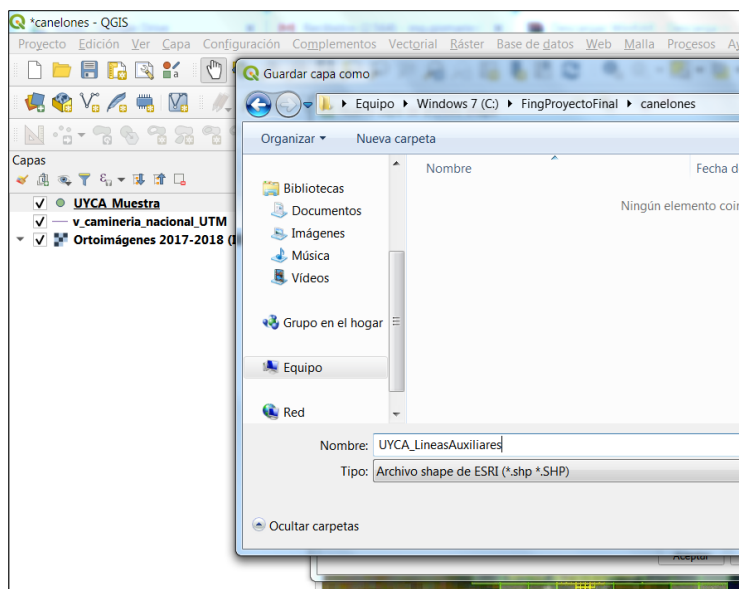 *canelones - QGIS
Proyecto Edición Ver Capa Configuración Complementos Vectorial Ráster Base de datos Web Malla Procesos Ay
Guardar capa como
Equipo Windows 7 (C:) FingProyectoFinal canelones
Organizar Nueva carpeta
Capas
Nombre Fecha d
Bibliotecas
Documentos
Ningún elemento coin
Imágenes
Música
Vídeos
UYCA_Muestra
v_camineria_nacional_UTM
Ortoimágenes 2017-2018 (I
Grupo en el hogar
Equipo
Red
Nombre: UYCA_LineasAuxiliares
Tipo: Archivo shape de ESRI (*.shp *.SHP)
Ocultar carpetas
Aceptar